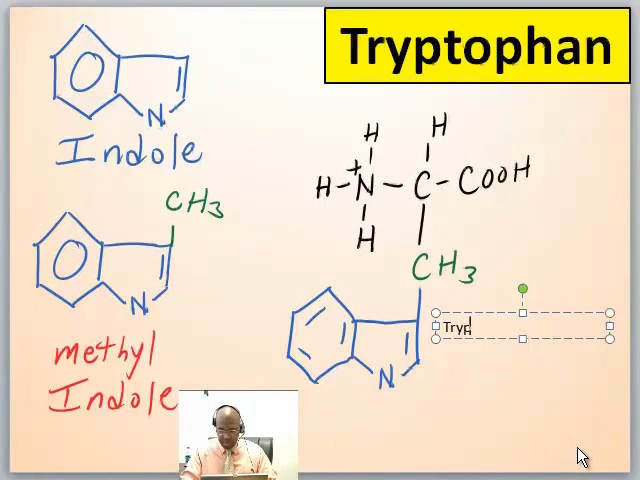 Tryptophan
N
Indole
CH3
N
methyl
Indole
H H
H - N + - C - COOH
H
CH3
N
Tryp